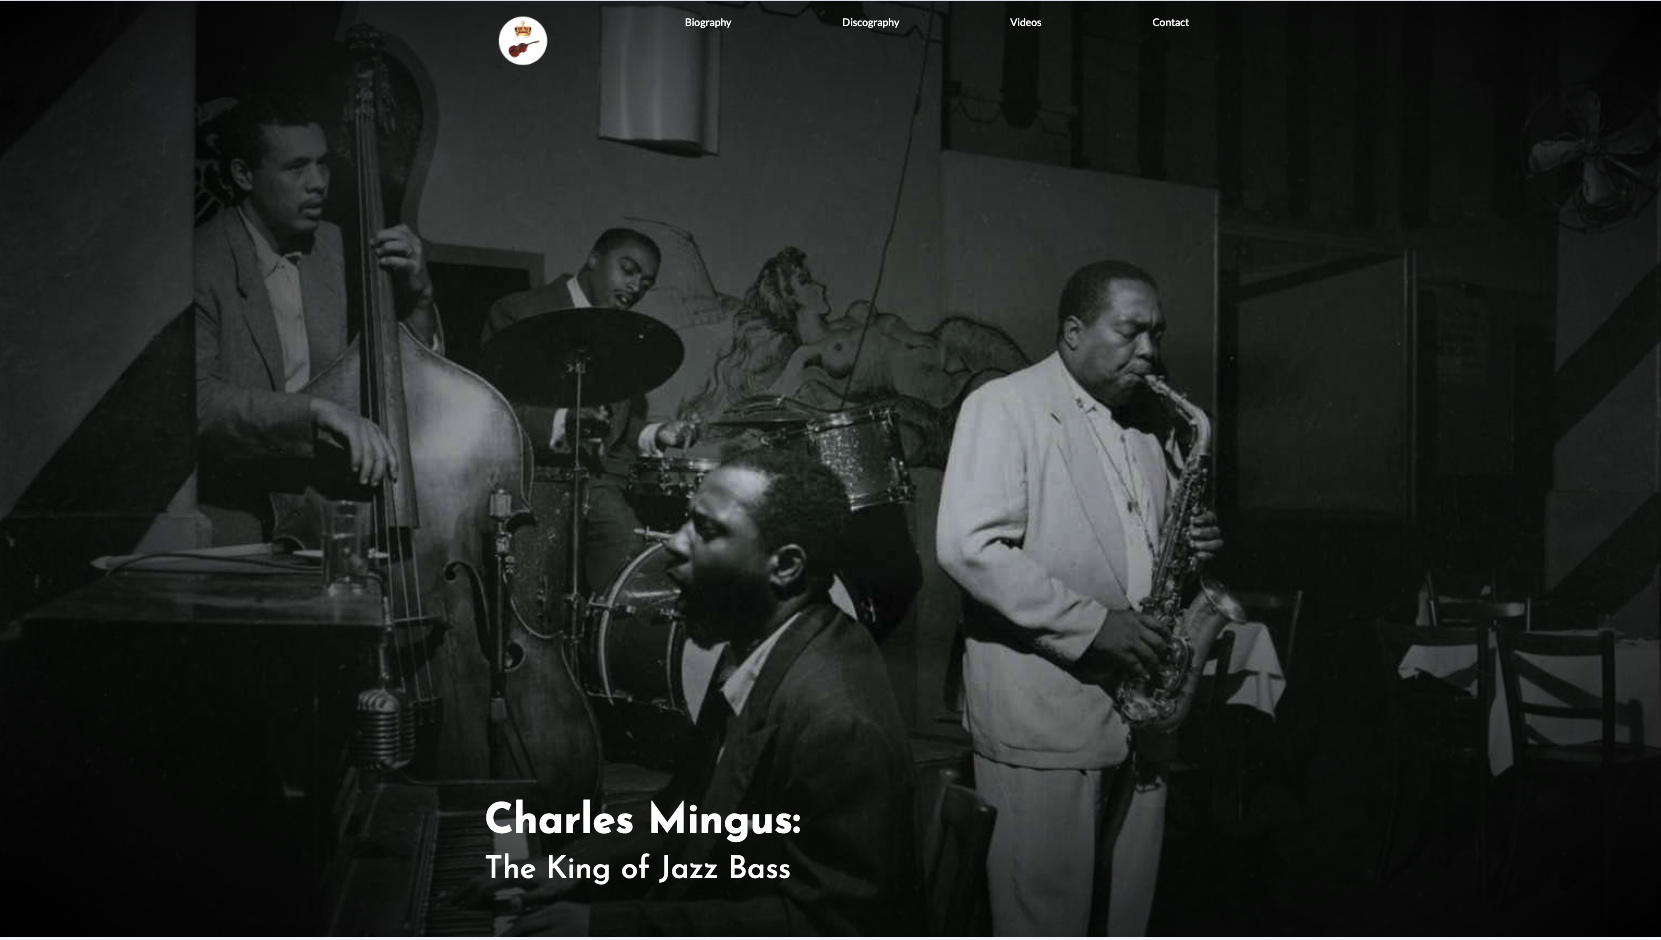 Biography
Discography
Videos
Contact
Charles Mingus:
The King of Jazz Bass